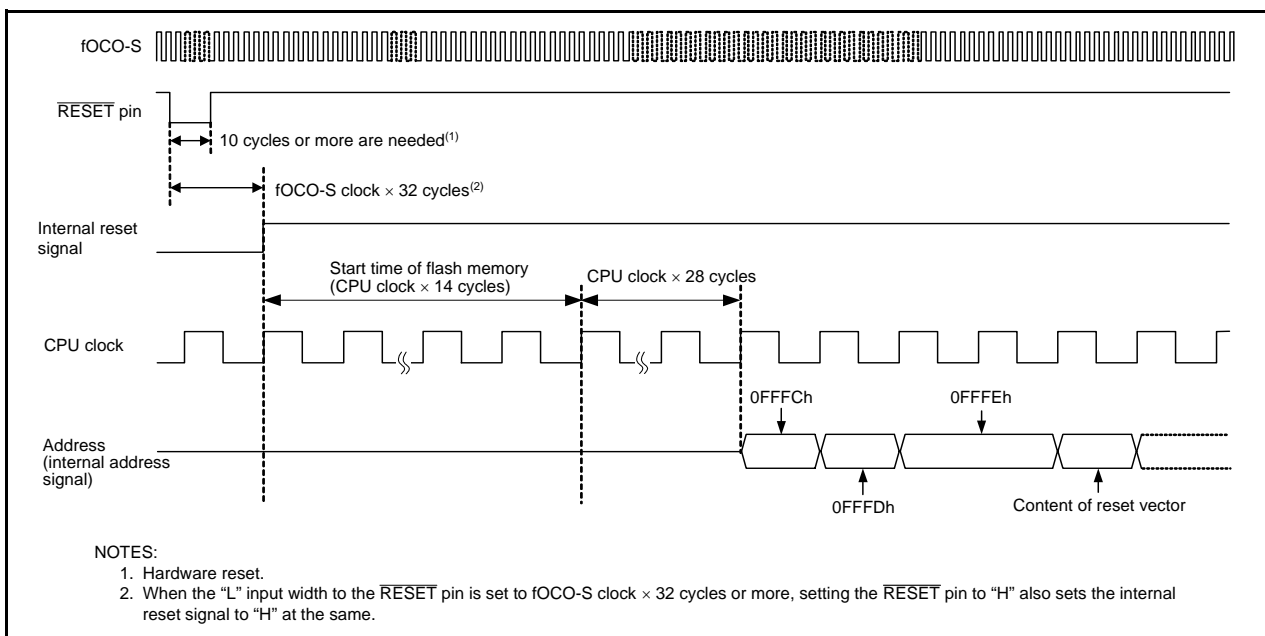 fOCO-S
RESET pin
10 cycles or more are needed(1)
fOCO-S clock × 32 cycles(2)
Internal reset
signal
Start time of flash memory
(CPU clock × 14 cycles)
CPU clock × 28 cycles
CPU clock
0FFFCh
0FFFEh
Address
(internal address
signal)
0FFFDh
Content of reset vector
NOTES:
1. Hardware reset.
2. When the “L” input width to the RESET pin is set to fOCO-S clock × 32 cycles or more, setting the RESET pin to “H” also sets the internal
reset signal to “H” at the same.